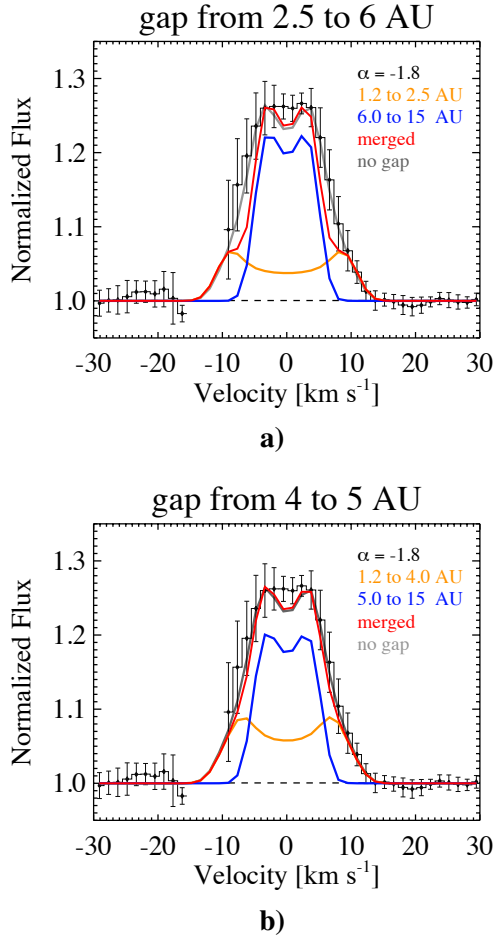 gap from 2.5 to 6 AU
1.3
1.2
1.1
1.0
Normalized Flux
α = -1.8
1.2 to 2.5 AU
6.0 to 15 AU
merged
no gap
-30 -20 -10 0 10 20 30
Velocity [km s⁻¹]
a)
gap from 4 to 5 AU
1.3
1.2
1.1
1.0
Normalized Flux
α = -1.8
1.2 to 4.0 AU
5.0 to 15 AU
merged
no gap
-30 -20 -10 0 10 20 30
Velocity [km s⁻¹]
b)